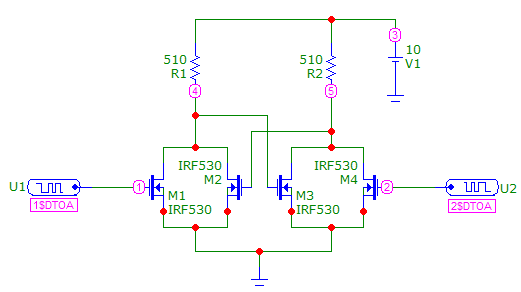 3
10
V1
510
R1
510
R2
4
5
IRF530
M2
IRF530
M4
U1
1
M1
M3
2
U2
1$DTOA
IRF530
IRF530
2$DTOA